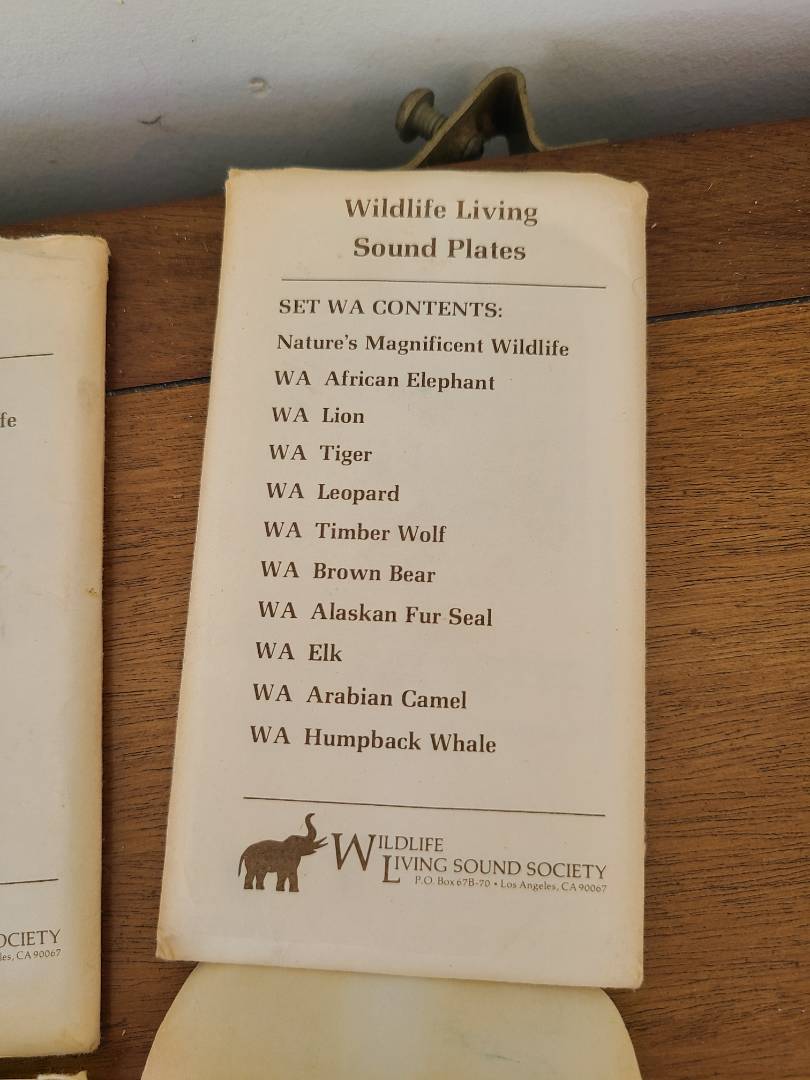 Wildlife Living
Sound Plates
SET WA CONTENTS:
Nature's Magnificent Wildlife
WA African Elephant
WA Lion
WA Tiger
WA Leopard
WA Timber Wolf
WA Brown Bear
WA Alaskan Fur Seal
WA Elk
WA Arabian Camel
WA Humpback Whale
WILDLIFE
LIVING SOUND SOCIETY
P.O. Box 67B-70 • Los Angeles, CA 90067
fe
OCIETY
les, CA 90067